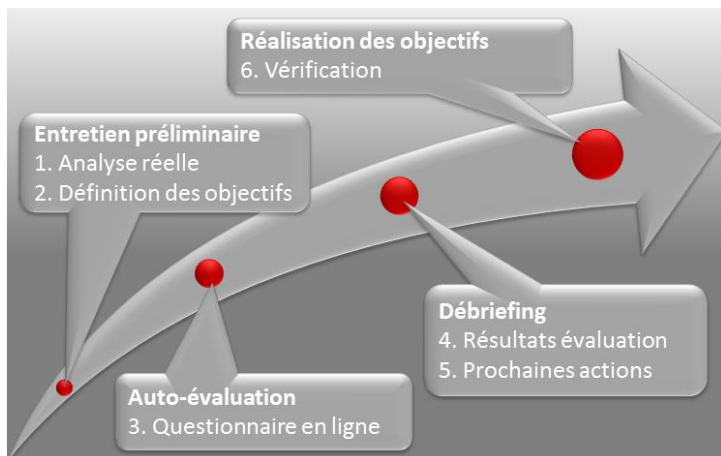 Entretien préliminaire
1. Analyse réelle
2. Définition des objectifs
Auto-évaluation
3. Questionnaire en ligne
Débriefing
4. Résultats évaluation
5. Prochaines actions
Réalisation des objectifs
6. Vérification